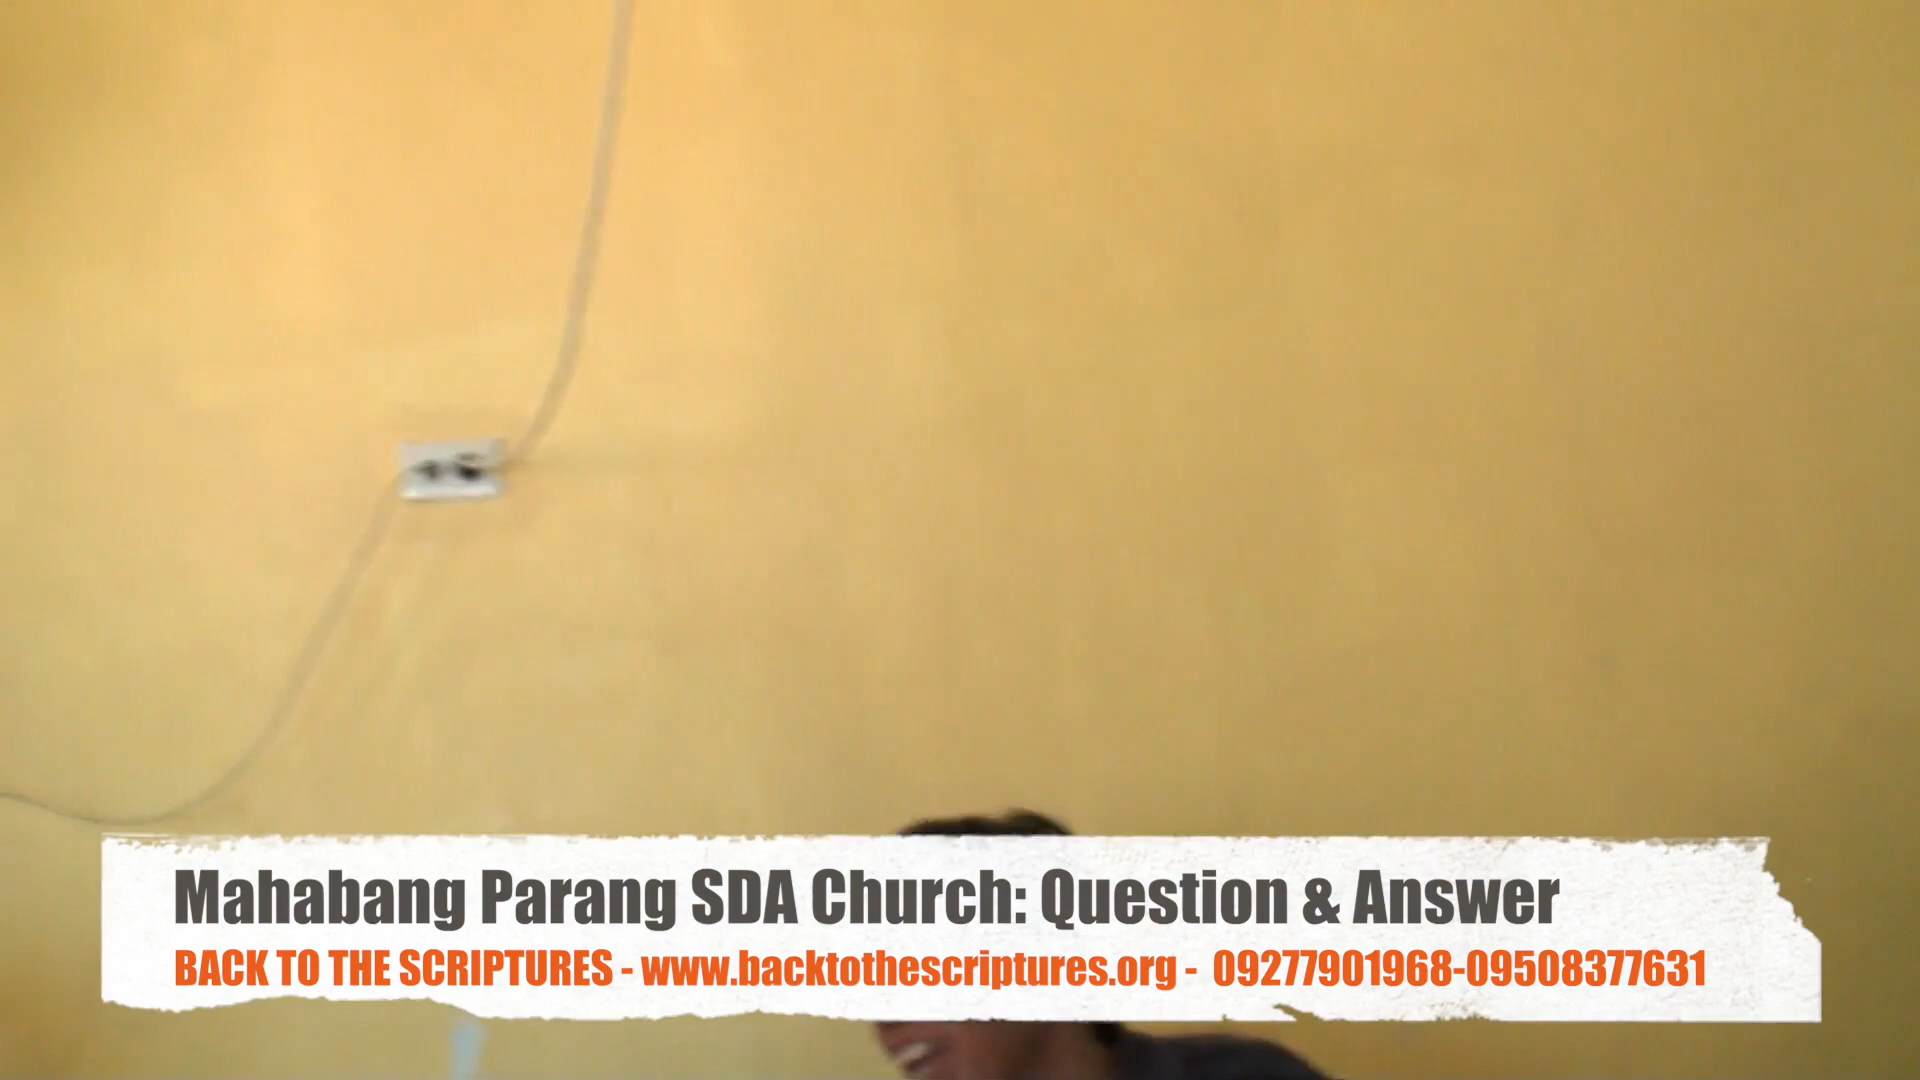 Mahabang Parang SDA Church: Question & Answer
BACK TO THE SCRIPTURES - www.backtothescriptures.org - 09277901968-09508377631